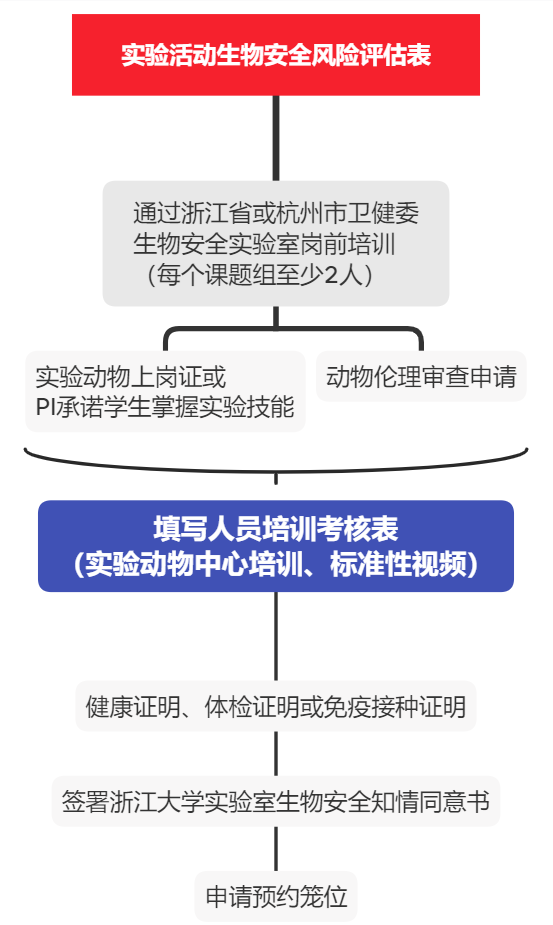 实验活动生物安全风险评估表
通过浙江省或杭州市卫健委
生物安全实验室岗前培训
（每个课题组至少2人）
实验动物上岗证或
PI承诺学生掌握实验技能
动物伦理审查申请
填写人员培训考核表
（实验动物中心培训、标准性视频）
健康证明、体检证明或免疫接种证明
签署浙江大学实验室生物安全知情同意书
申请预约笼位